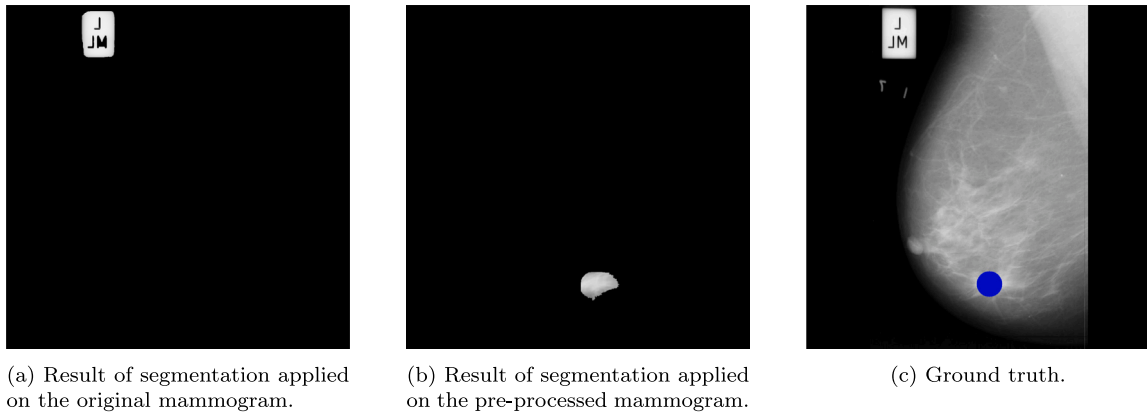 L
ML
L
ML
(a) Result of segmentation applied
on the original mammogram.
(b) Result of segmentation applied
on the pre-processed mammogram.
(c) Ground truth.